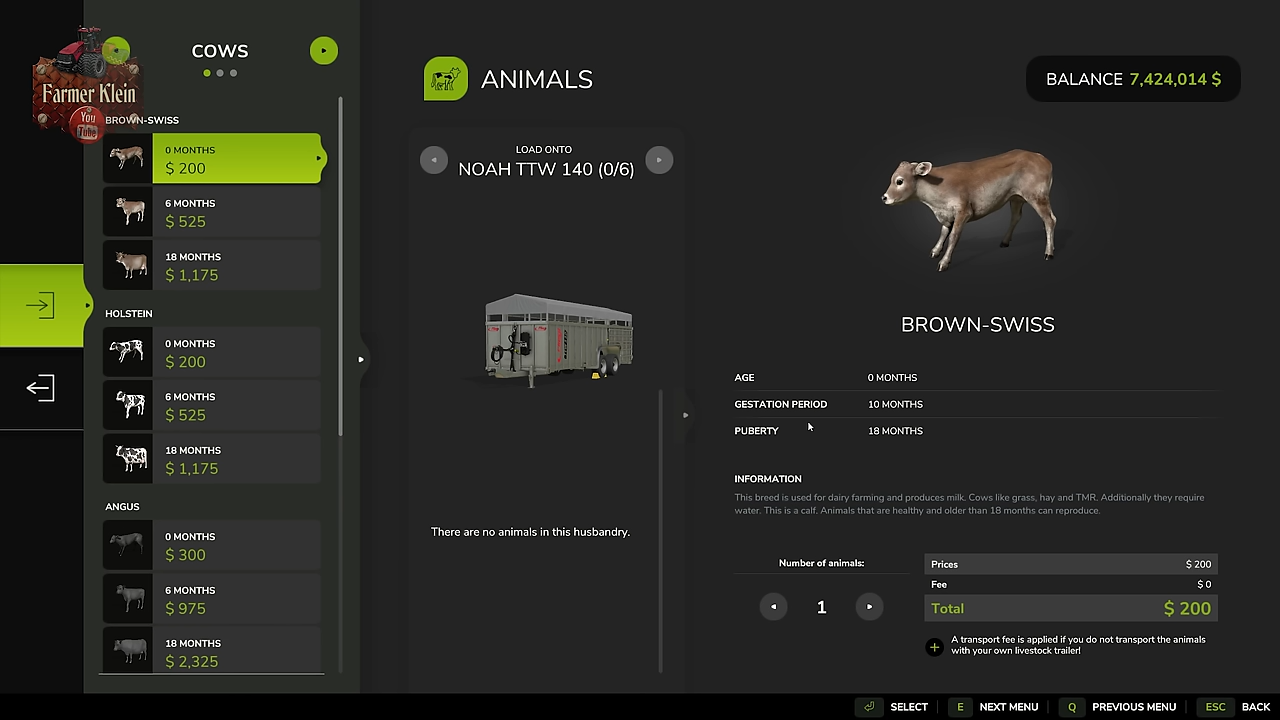 COWS
Farmer Klein
You
Tube
BROWN-SWISS
0 MONTHS
$ 200
6 MONTHS
$ 525
18 MONTHS
$ 1,175
HOLSTEIN
0 MONTHS
$ 200
6 MONTHS
$ 525
18 MONTHS
$ 1,175
ANGUS
0 MONTHS
$ 300
6 MONTHS
$ 975
18 MONTHS
$ 2,325
ANIMALS
BALANCE 7,424,014 $
LOAD ONTO
NOAH TTW 140 (0/6)
There are no animals in this husbandry.
BROWN-SWISS
AGE 0 MONTHS
GESTATION PERIOD 10 MONTHS
PUBERTY 18 MONTHS
INFORMATION
This breed is used for dairy farming and produces milk. Cows like grass, hay and TMR. Additionally they require
water. This is a calf. Animals that are healthy and older than 18 months can reproduce.
Number of animals:
1
Prices $ 200
Fee $ 0
Total $ 200
A transport fee is applied if you do not transport the animals
with your own livestock trailer!
SELECT E NEXT MENU Q PREVIOUS MENU ESC BACK